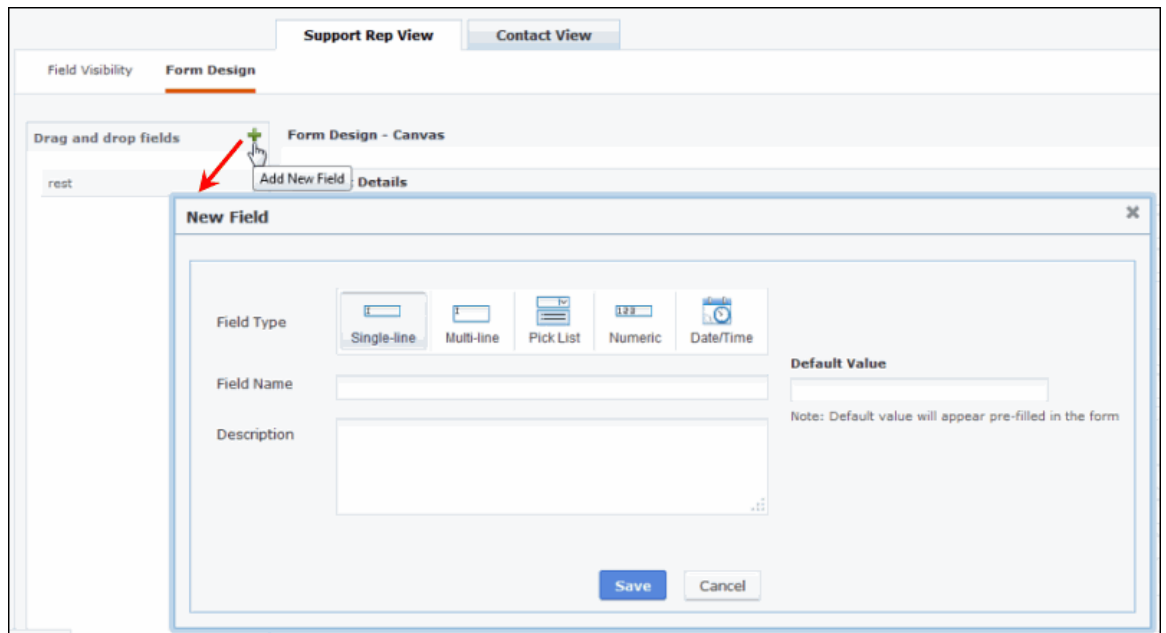 Support Rep View Contact View
Field Visibility Form Design
Drag and drop fields Form Design - Canvas
Add New Field
rest Details
New Field
Field Type
123
Single-line Multi-line Pick List Numeric Date/Time
Default Value
Field Name
Note: Default value will appear pre-filled in the form
Description
Save Cancel